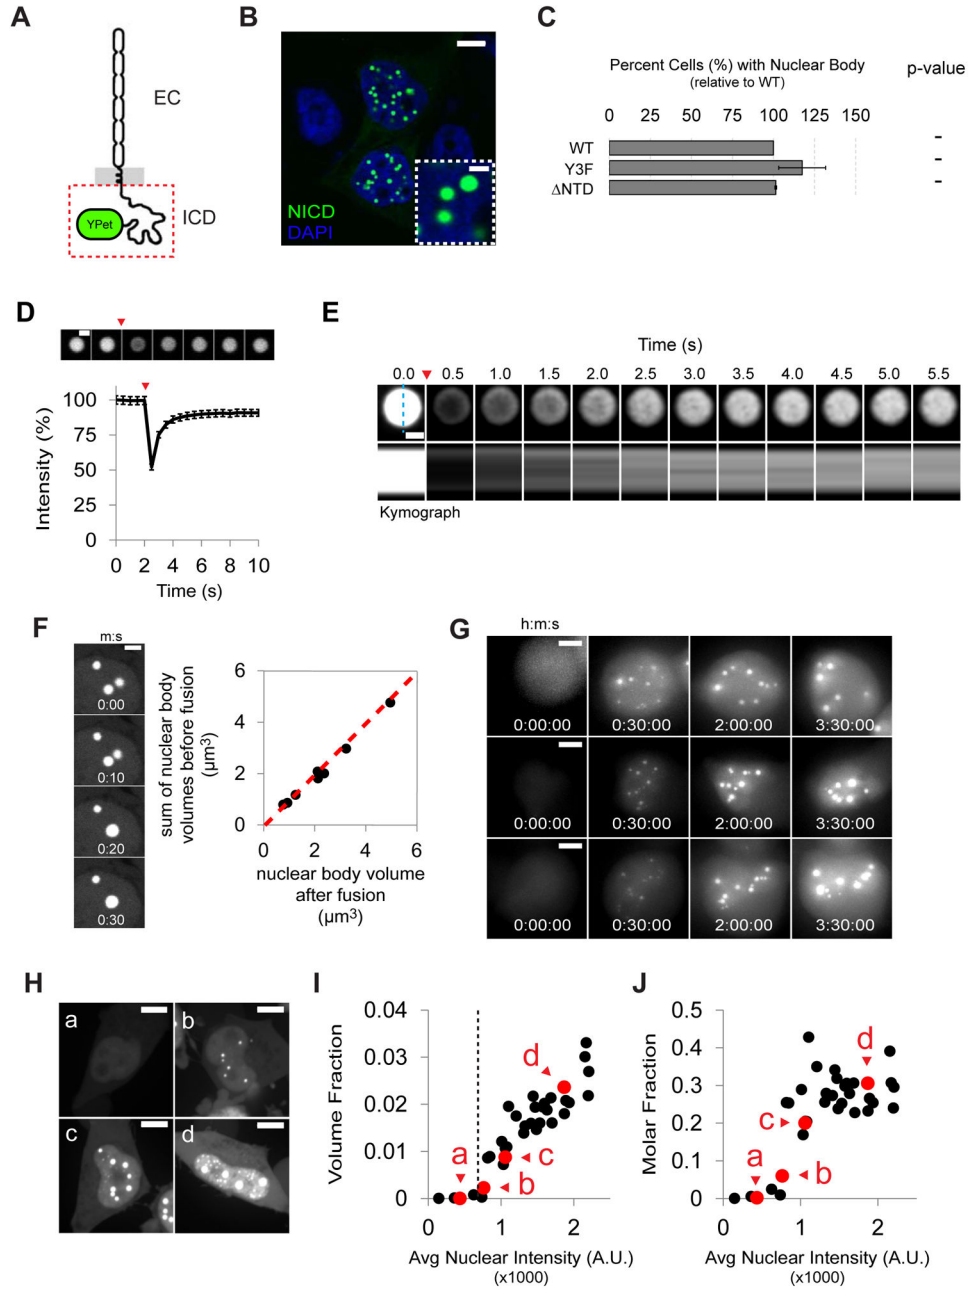 A
EC
YPet
ICD
B
NICD
DAPI
C
Percent Cells (%) with Nuclear Body
(relative to WT)
p-value
0 25 50 75 100 125 150
WT
-
Y3F
-
ΔNTD
-
D
Intensity (%)
100
75
50
25
0
0 2 4 6 8 10
Time (s)
E
Time (s)
0.0 0.5 1.0 1.5 2.0 2.5 3.0 3.5 4.0 4.5 5.0 5.5
Kymograph
F
m:s
0:00
0:10
0:20
0:30
sum of nuclear body
volumes before fusion
(µm3)
6
4
2
0
0 2 4 6
nuclear body volume
after fusion
(µm3)
G
h:m:s
0:00:00 0:30:00 2:00:00 3:30:00
0:00:00 0:30:00 2:00:00 3:30:00
0:00:00 0:30:00 2:00:00 3:30:00
H
a b
c d
I
Volume Fraction
0.04
0.03
0.02
0.01
0
d
a
c
b
0 1 2
Avg Nuclear Intensity (A.U.)
(x1000)
J
Molar Fraction
0.5
0.4
0.3
0.2
0.1
0
d
c
a
b
0 1 2
Avg Nuclear Intensity (A.U.)
(x1000)